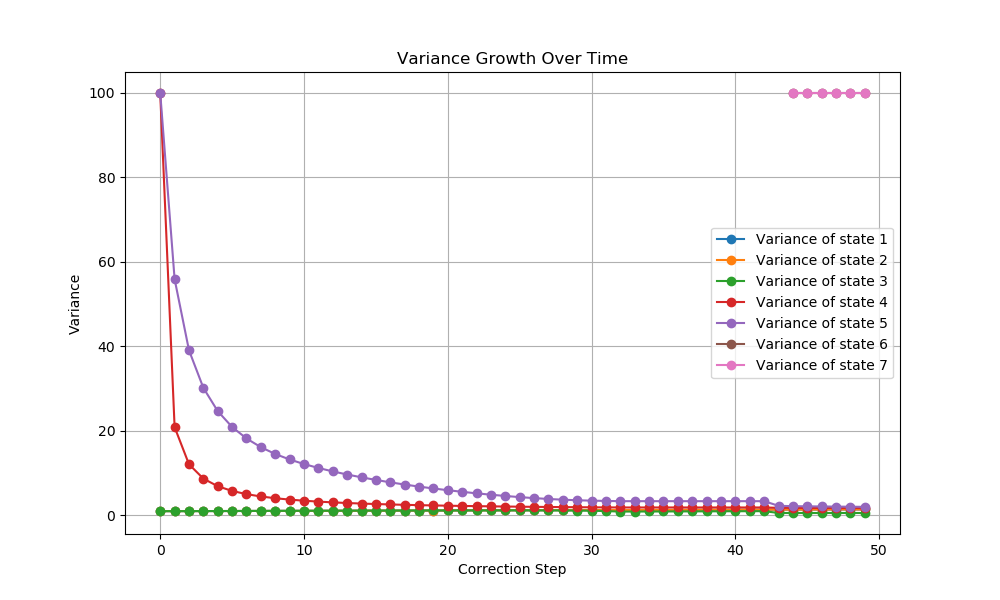 Variance Growth Over Time
Variance
100
80
60
40
20
0
0 10 20 30 40 50
Correction Step
Variance of state 1
Variance of state 2
Variance of state 3
Variance of state 4
Variance of state 5
Variance of state 6
Variance of state 7